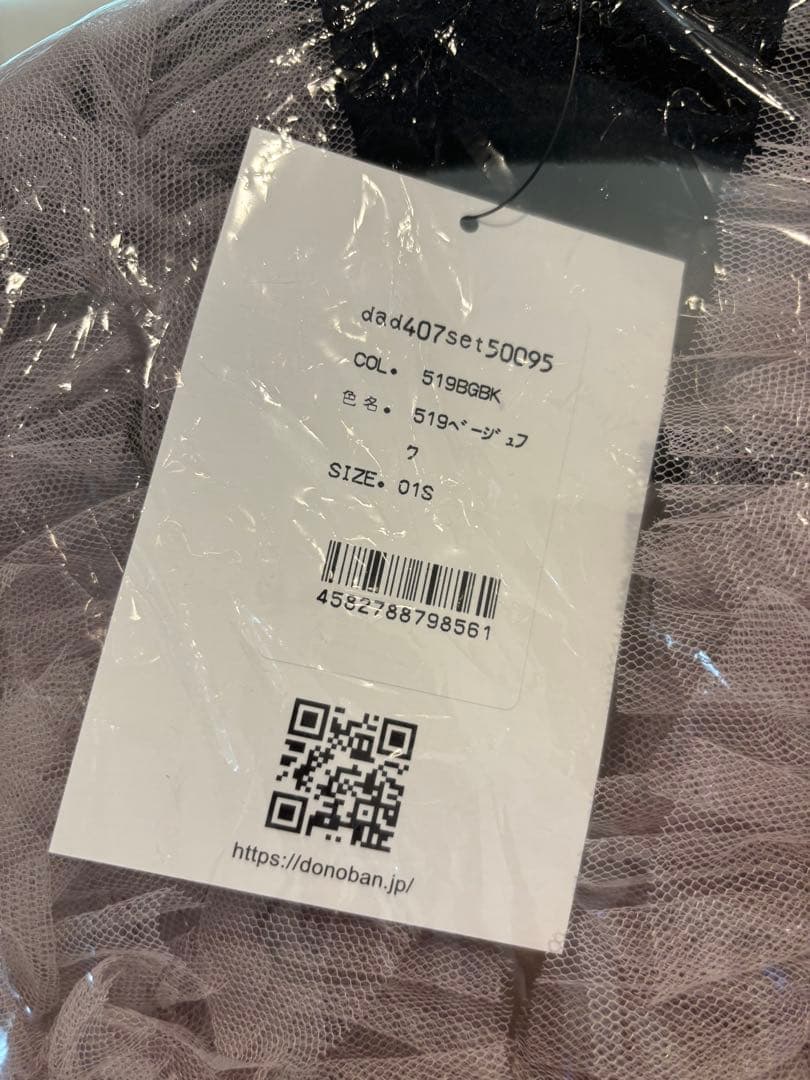 dad407set50095
COL. 519BGBK
色名. 519ﾍﾞｰｼﾞｭﾌ
ｸ
SIZE. 01S
4582788798561
https://donoban.jp/